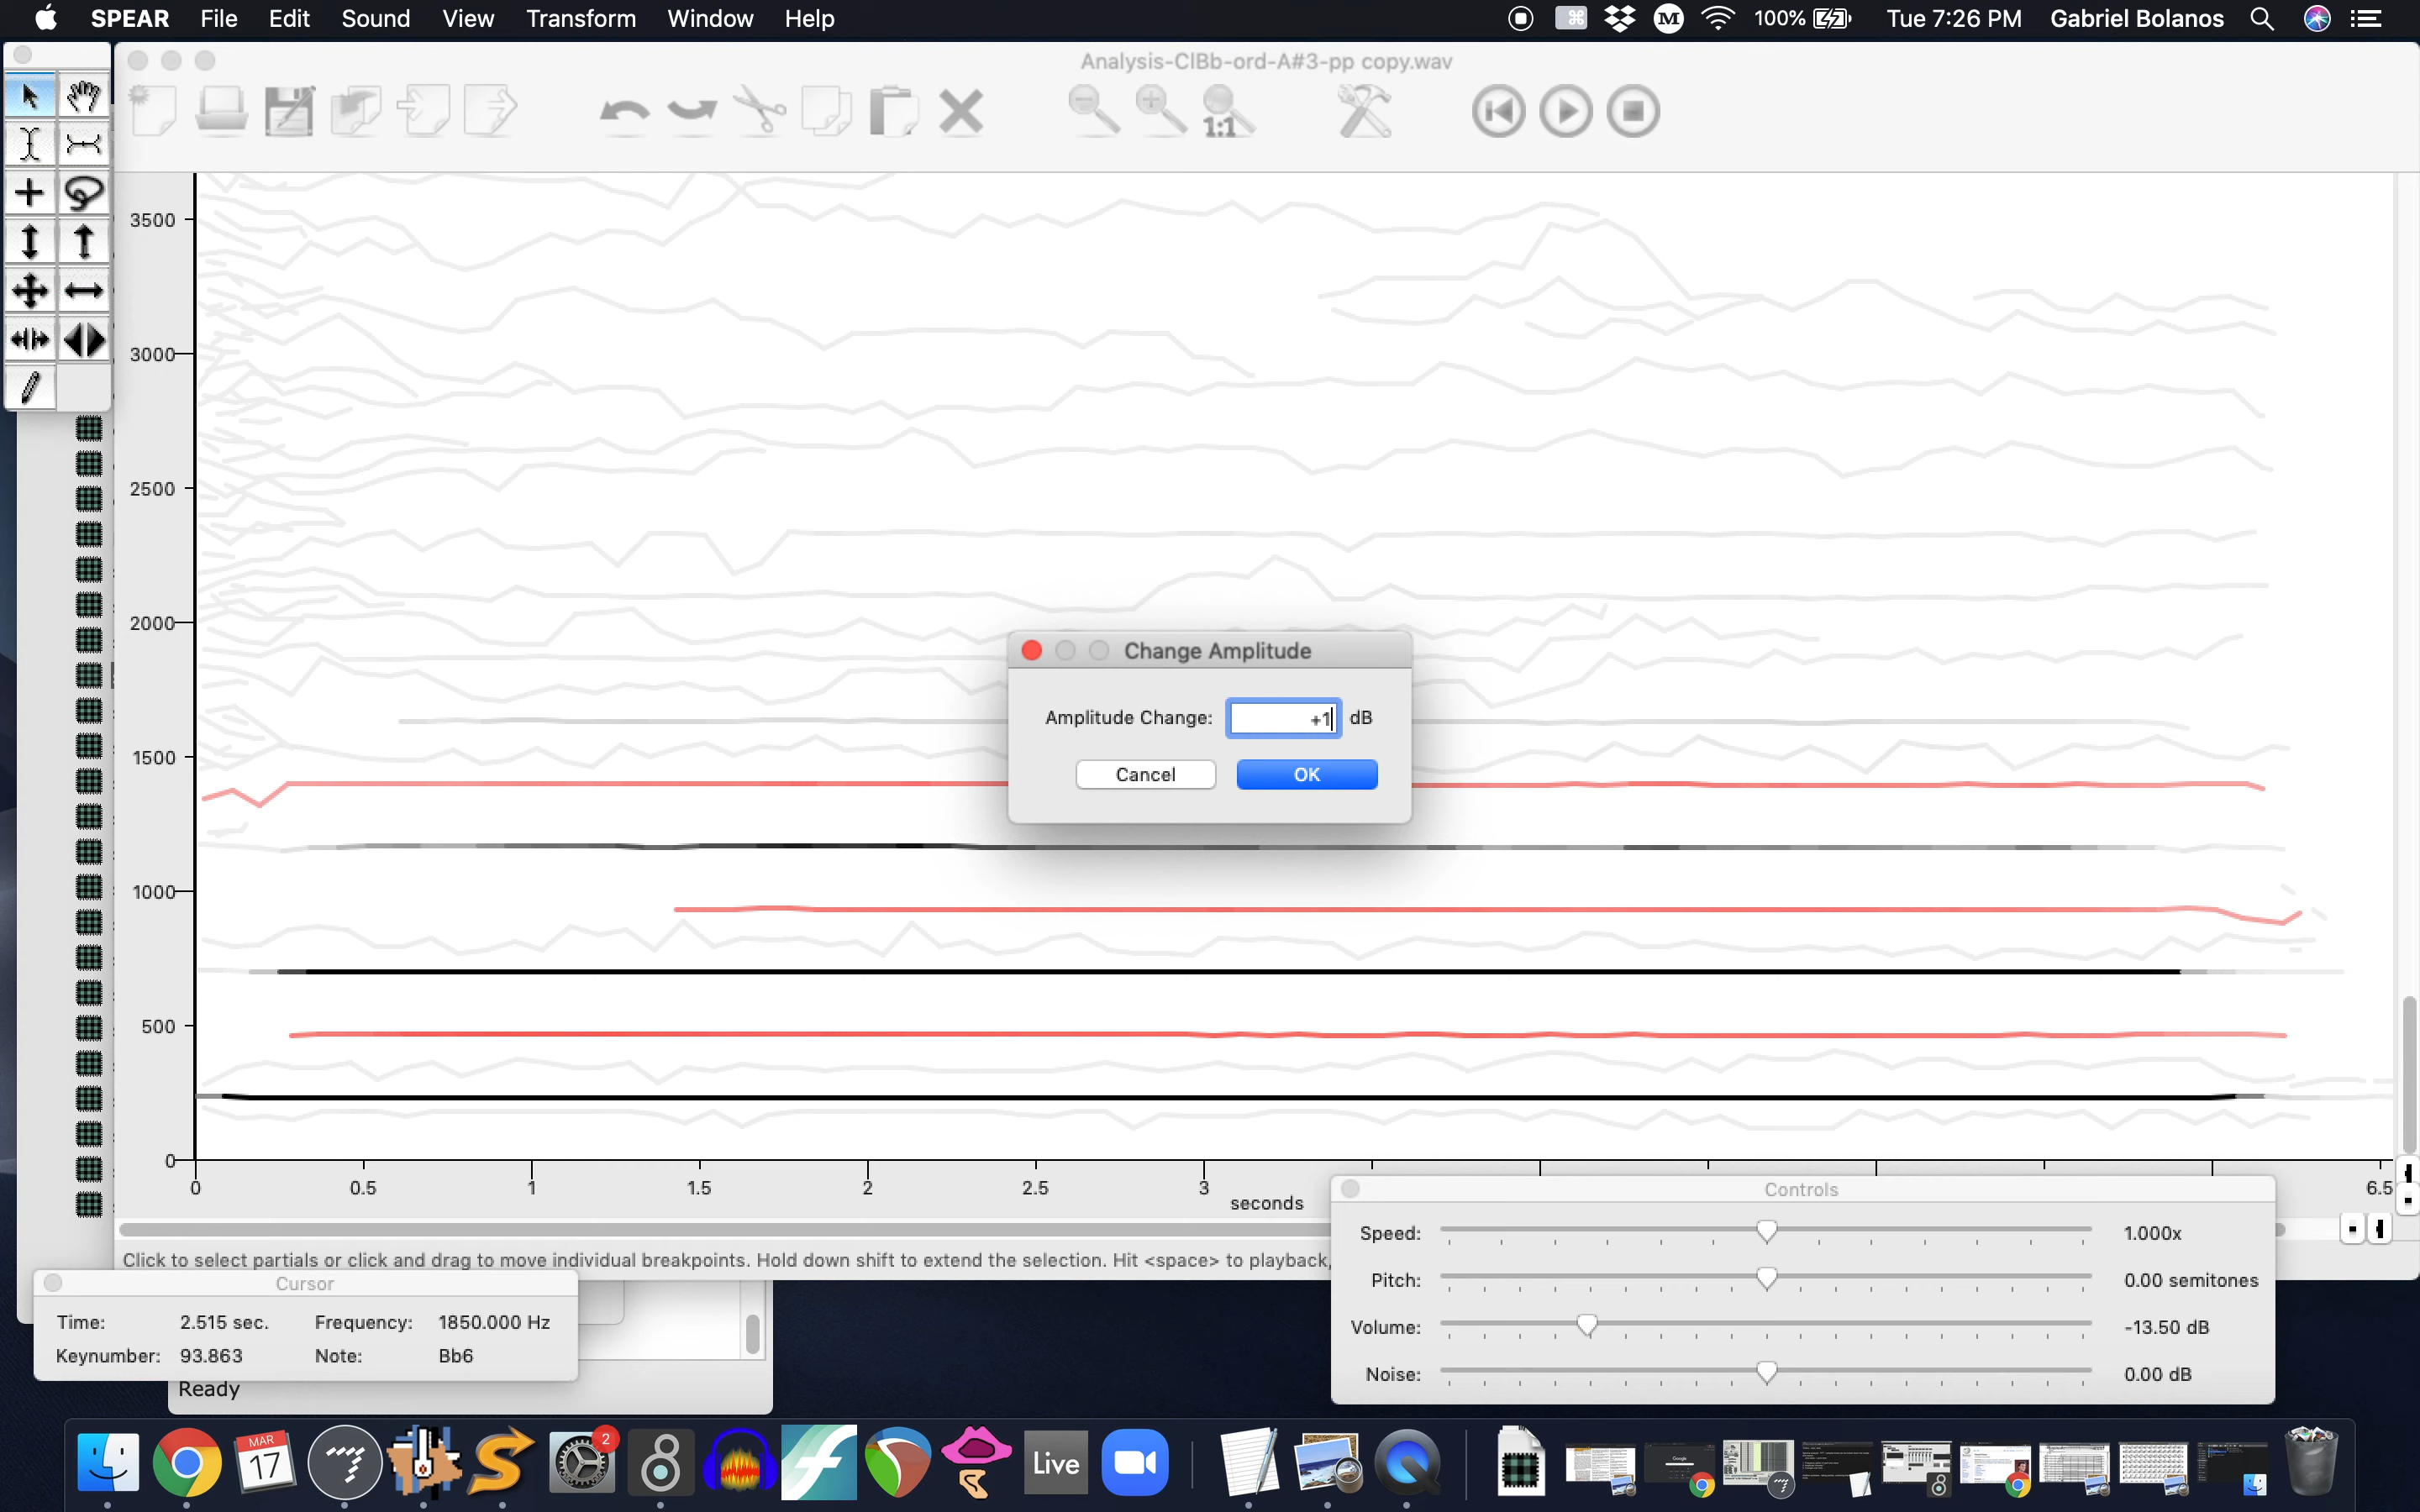 SPEAR File Edit Sound View Transform Window Help 100% Tue 7:26 PM Gabriel Bolanos
Analysis-ClBb-ord-A#3-pp copy.wav
1:1
3500
3000
2500
2000
1500
1000
500
0
Change Amplitude
Amplitude Change: +1 dB
Cancel OK
0 0.5 1 1.5 2 2.5 3 6.5
seconds
Click to select partials or click and drag to move individual breakpoints. Hold down shift to extend the selection. Hit <space> to playback,
Controls
Speed: 1.000x
Pitch: 0.00 semitones
Volume: -13.50 dB
Noise: 0.00 dB
Cursor
Time: 2.515 sec. Frequency: 1850.000 Hz
Keynumber: 93.863 Note: Bb6
Ready
MAR
17
2
8
Live